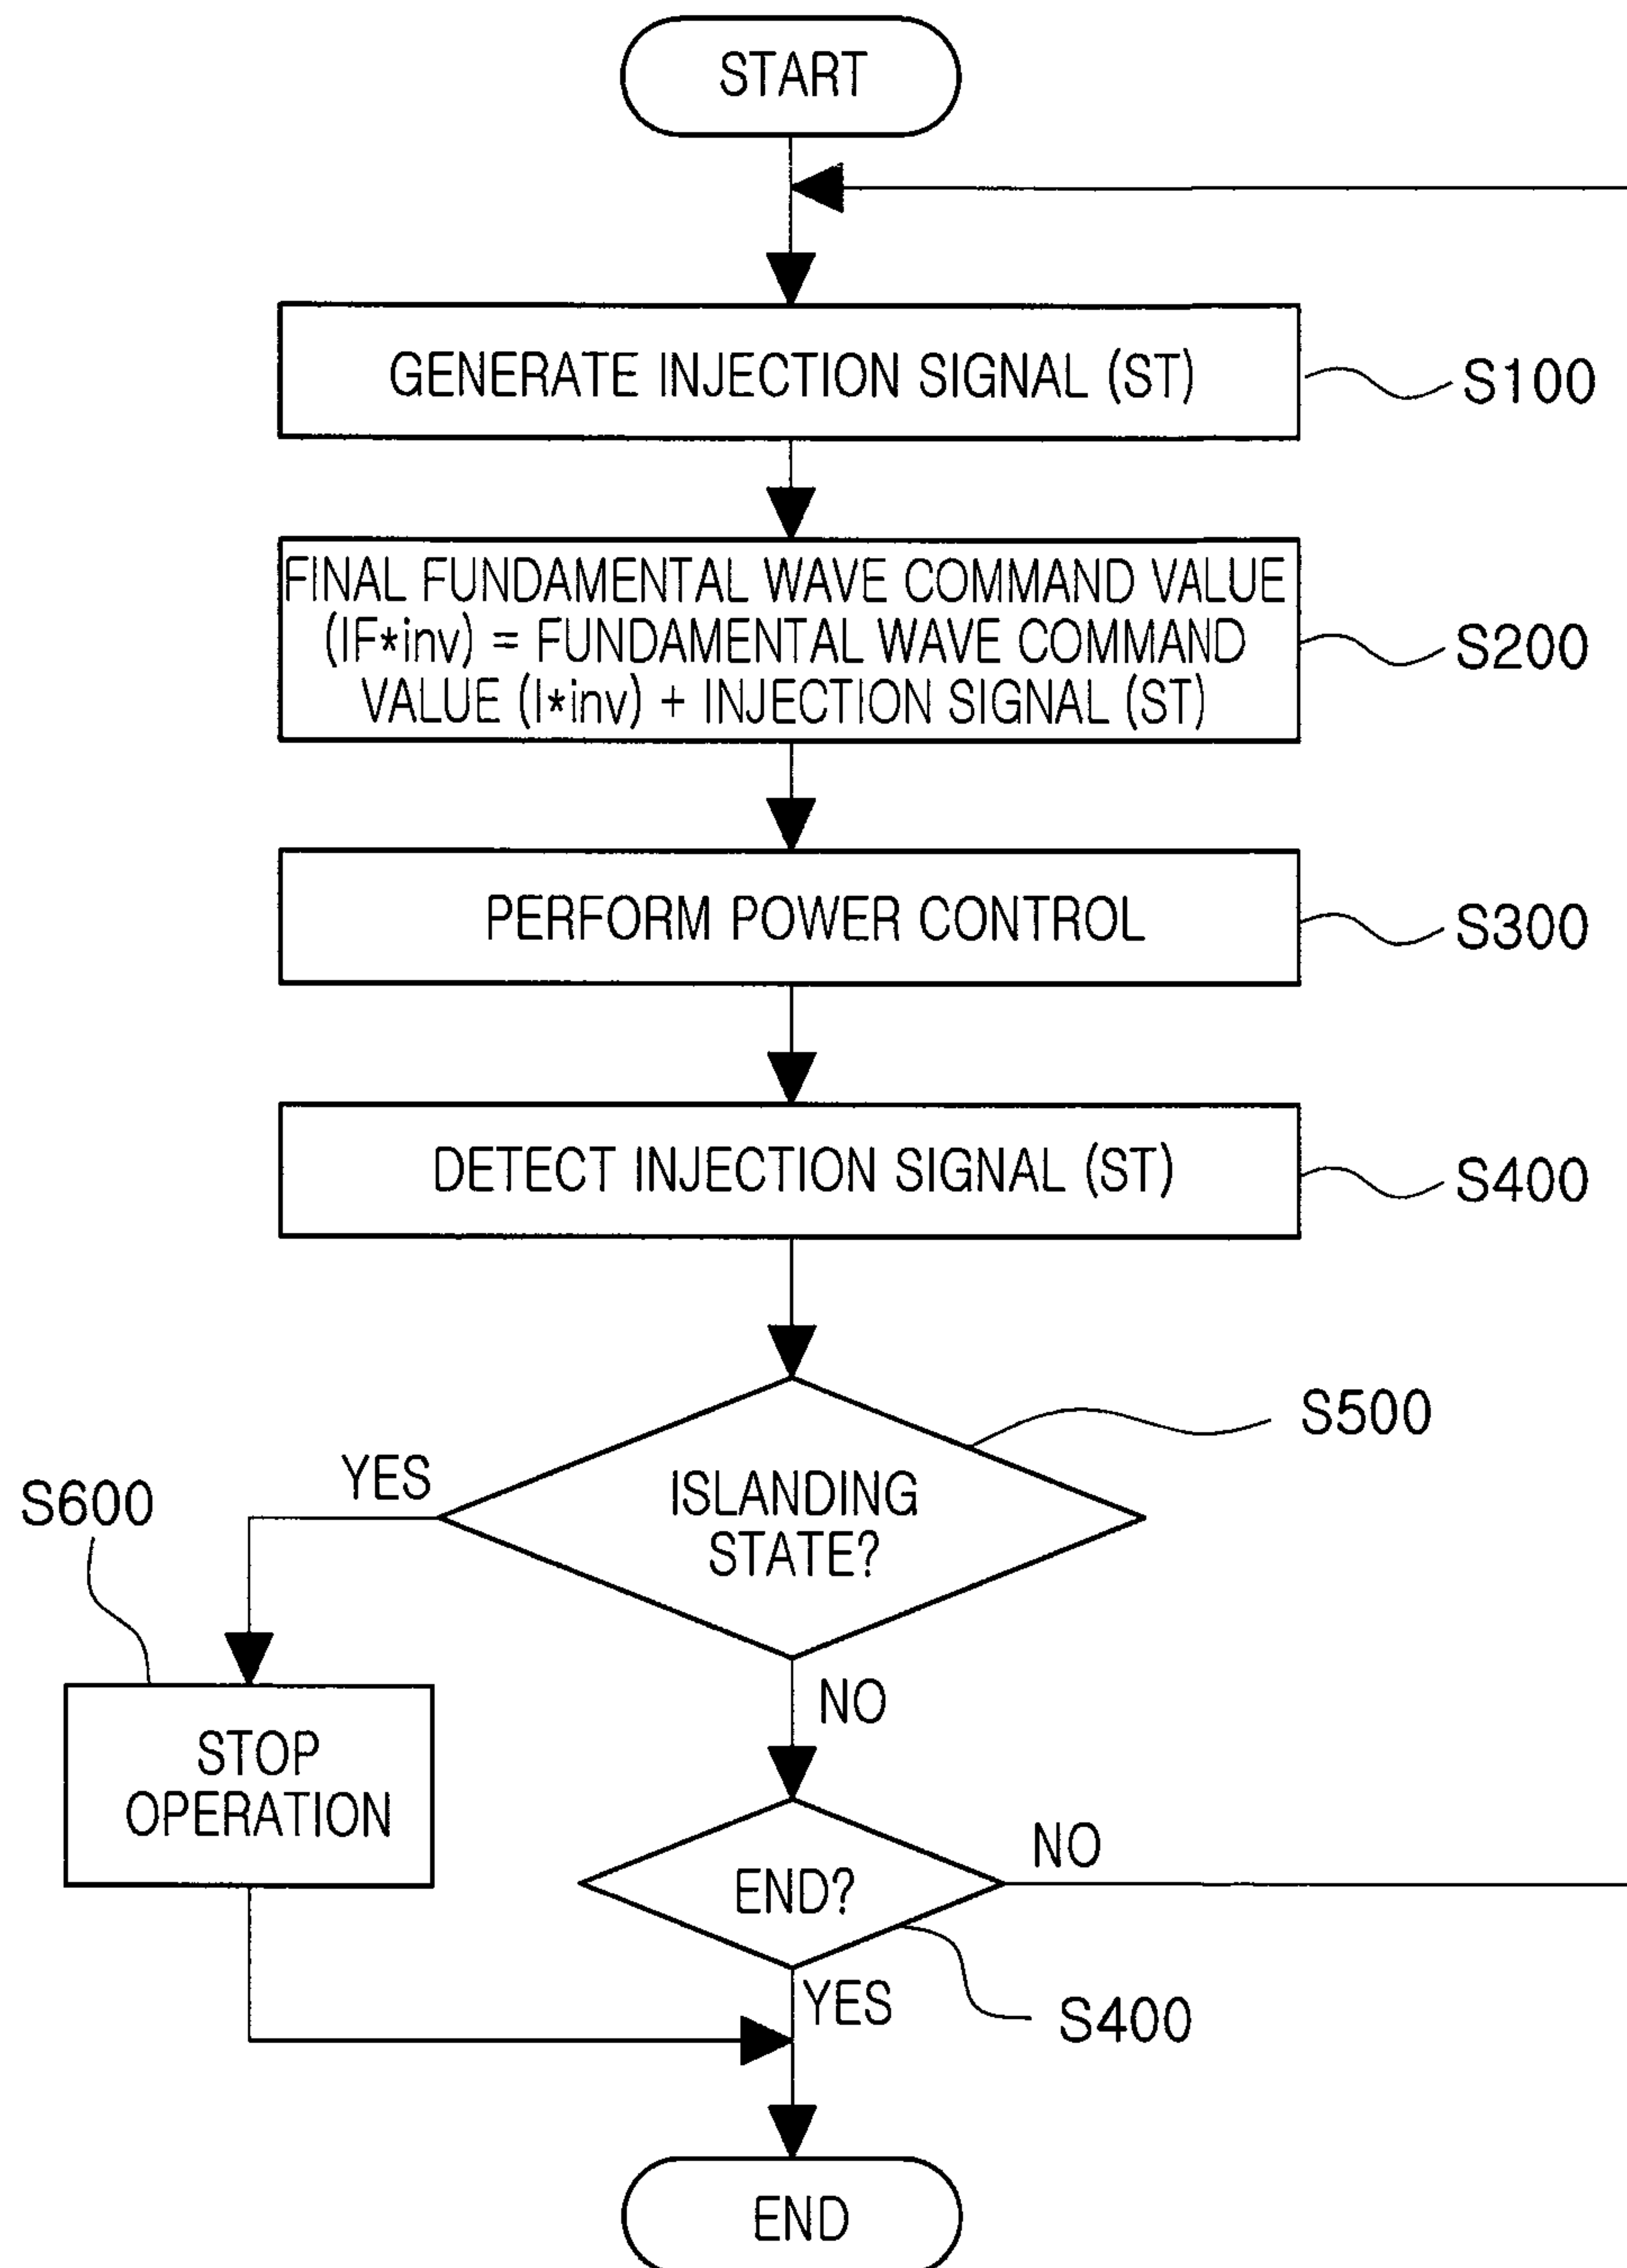 START
GENERATE INJECTION SIGNAL (ST)
S100
FINAL FUNDAMENTAL WAVE COMMAND VALUE
(IF*inv) = FUNDAMENTAL WAVE COMMAND
VALUE (I*inv) + INJECTION SIGNAL (ST)
S200
PERFORM POWER CONTROL
S300
DETECT INJECTION SIGNAL (ST)
S400
S500
YES
ISLANDING
STATE?
S600
NO
STOP
OPERATION
NO
END?
YES
S400
END